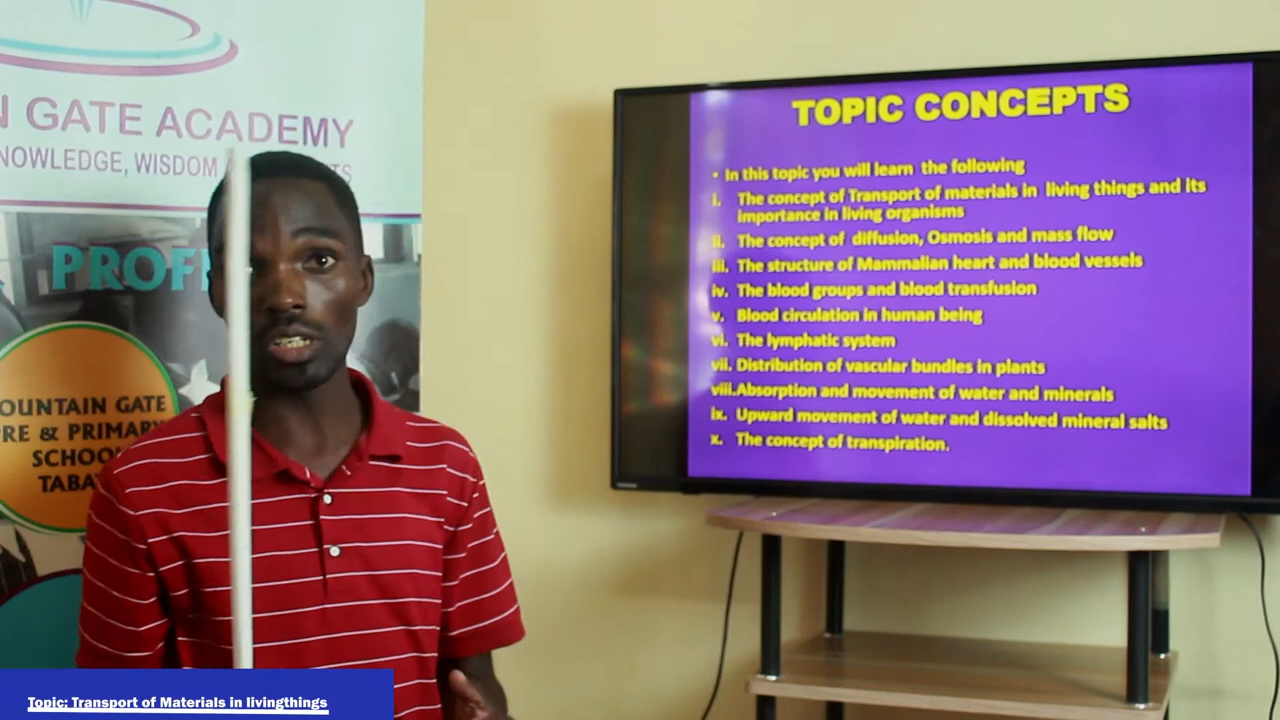 N GATE ACADEMY
NOWLEDGE, WISDOM
PROF
OUNTAIN GATE
PRE & PRIMARY
SCHOO
TABA
TOPIC CONCEPTS
• In this topic you will learn the following
i. The concept of Transport of materials in living things and its
importance in living organisms
ii. The concept of diffusion, Osmosis and mass flow
iii. The structure of Mammalian heart and blood vessels
iv. The blood groups and blood transfusion
v. Blood circulation in human being
vi. The lymphatic system
vii. Distribution of vascular bundles in plants
viii. Absorption and movement of water and minerals
ix. Upward movement of water and dissolved mineral salts
x. The concept of transpiration.
Topic: Transport of Materials in livingthings